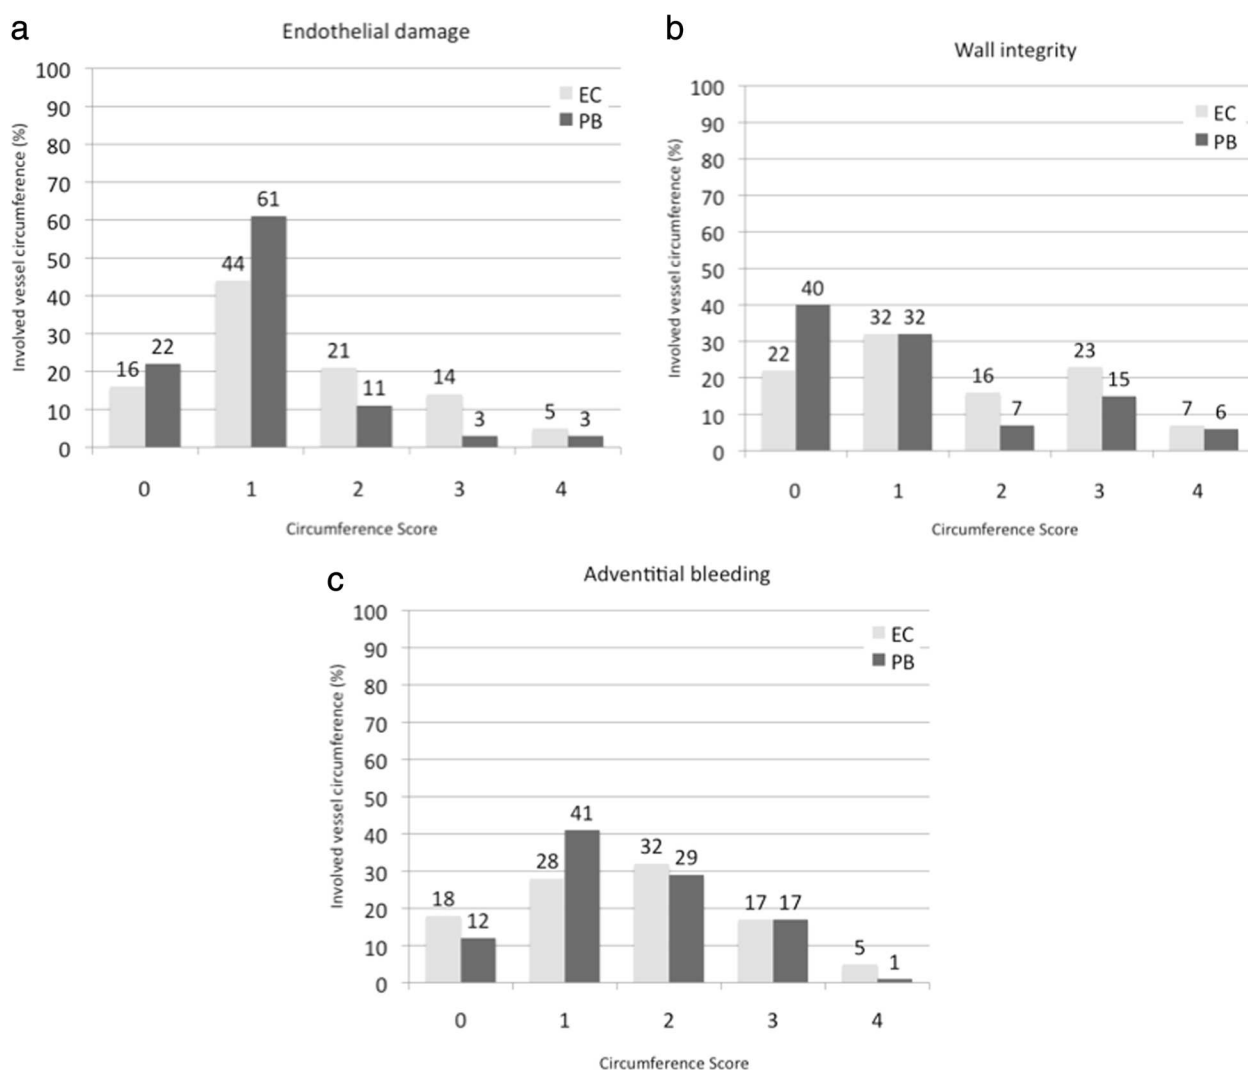 a
Endothelial damage
Involved vessel circumference (%)
100
90
80
70
60
50
40
30
20
10
0
EC
PB
16 22
44 61
21 11
14 3
5 3
0 1 2 3 4
Circumference Score
b
Wall integrity
Involved vessel circumference (%)
100
90
80
70
60
50
40
30
20
10
0
EC
PB
22 40
32 32
16 7
23 15
7 6
0 1 2 3 4
Circumference Score
c
Adventitial bleeding
Involved vessel circumference (%)
100
90
80
70
60
50
40
30
20
10
0
EC
PB
18 12
28 41
32 29
17 17
5 1
0 1 2 3 4
Circumference Score